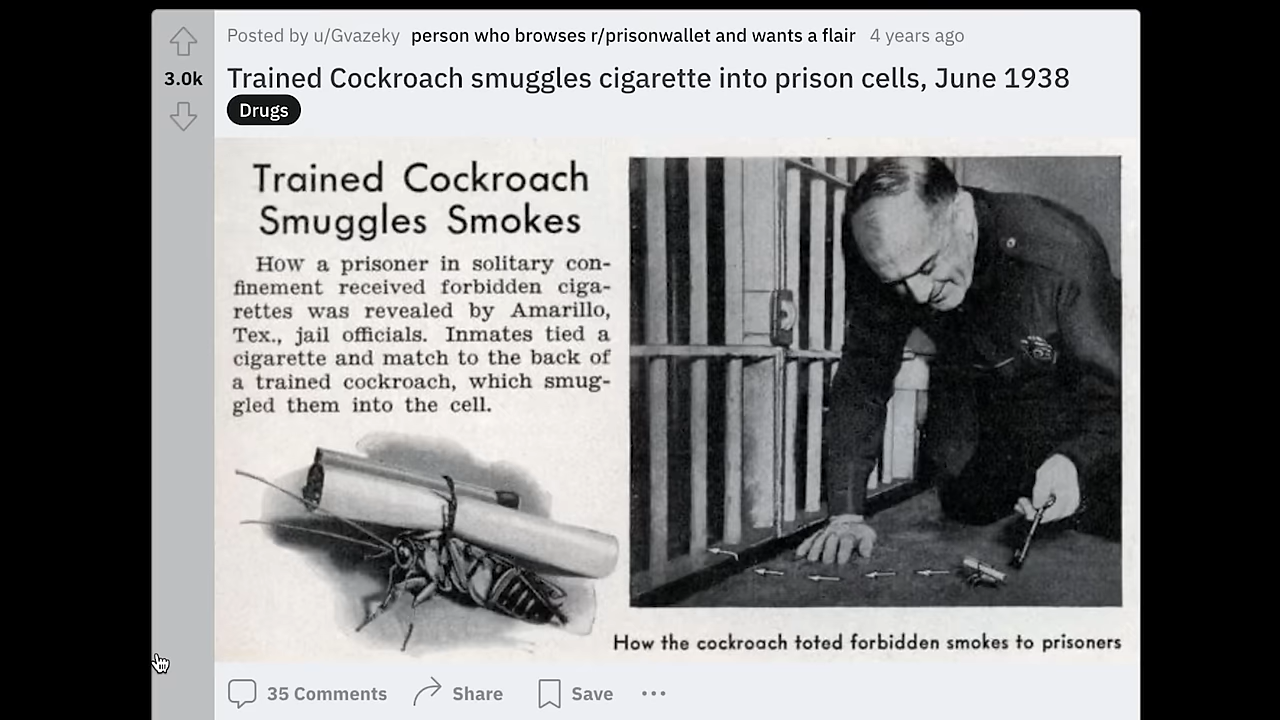 Posted by u/Gvazeky person who browses r/prisonwallet and wants a flair 4 years ago
3.0k
Trained Cockroach smuggles cigarette into prison cells, June 1938
Drugs
Trained Cockroach
Smuggles Smokes
How a prisoner in solitary con-
finement received forbidden ciga-
rettes was revealed by Amarillo,
Tex., jail officials. Inmates tied a
cigarette and match to the back of
a trained cockroach, which smug-
gled them into the cell.
How the cockroach toted forbidden smokes to prisoners
35 Comments Share Save